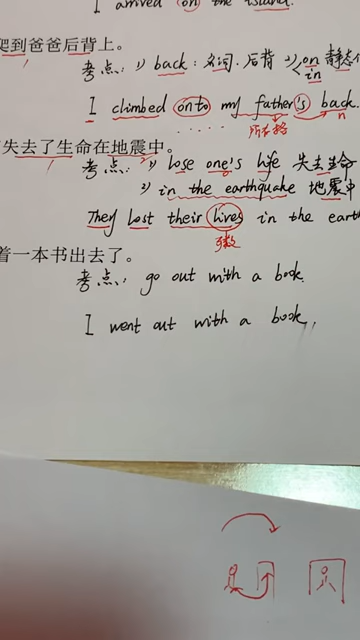 I arrived on the island.
爬到爸爸后背上。
考点: 1) back: 名词. 后背 2) on 静态
in
I climbed onto my father's back.
所有格 n
失去了生命在地震中。
考点: 1) lose one's life 失去生命
2) in the earthquake 地震中
They lost their lives in the earth
复数
着一本书出去了。
考点: go out with a book.
I went out with a book.